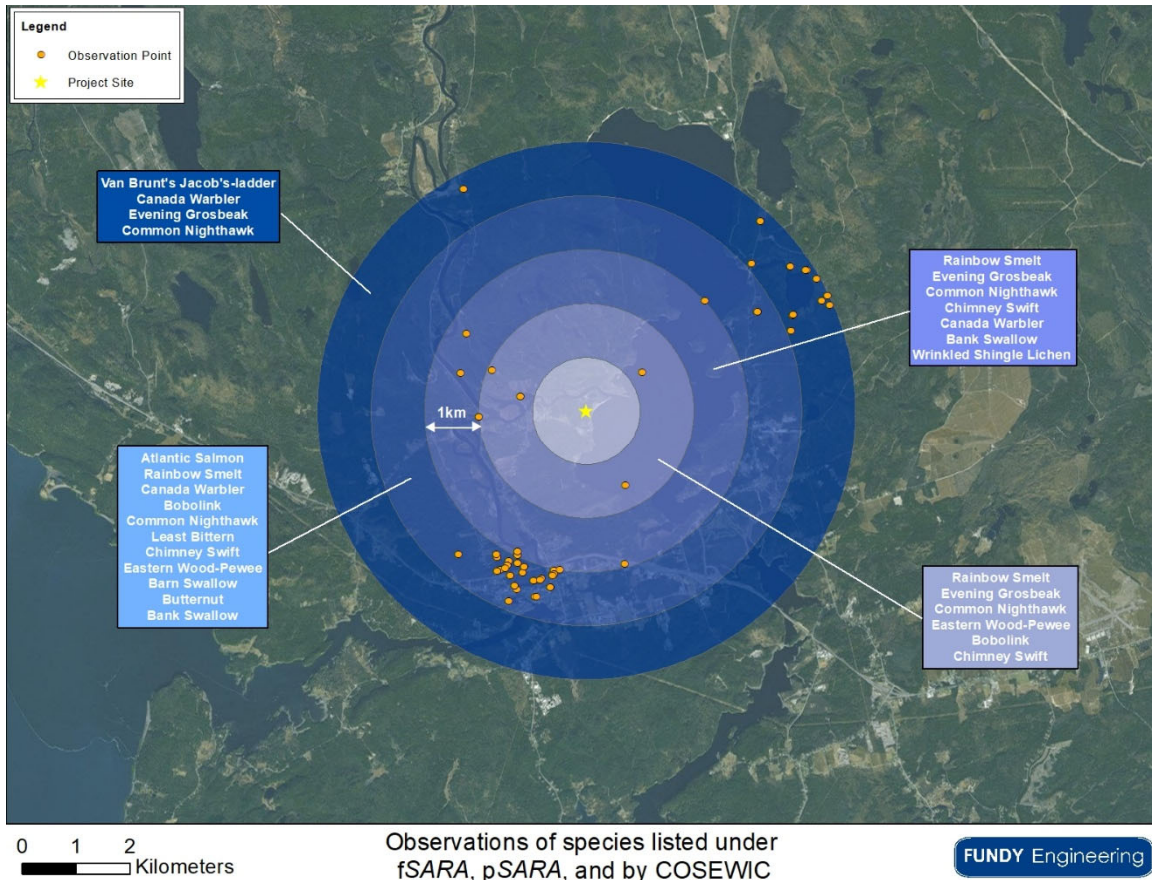 Legend
Observation Point
Project Site
Van Brunt's Jacob's-ladder
Canada Warbler
Evening Grosbeak
Common Nighthawk
Rainbow Smelt
Evening Grosbeak
Common Nighthawk
Chimney Swift
Canada Warbler
Bank Swallow
Wrinkled Shingle Lichen
1km
Atlantic Salmon
Rainbow Smelt
Canada Warbler
Bobolink
Common Nighthawk
Least Bittern
Chimney Swift
Eastern Wood-Pewee
Barn Swallow
Butternut
Bank Swallow
Rainbow Smelt
Evening Grosbeak
Common Nighthawk
Eastern Wood-Pewee
Bobolink
Chimney Swift
0 1 2
Kilometers
Observations of species listed under
fSARA, pSARA, and by COSEWIC
FUNDY Engineering